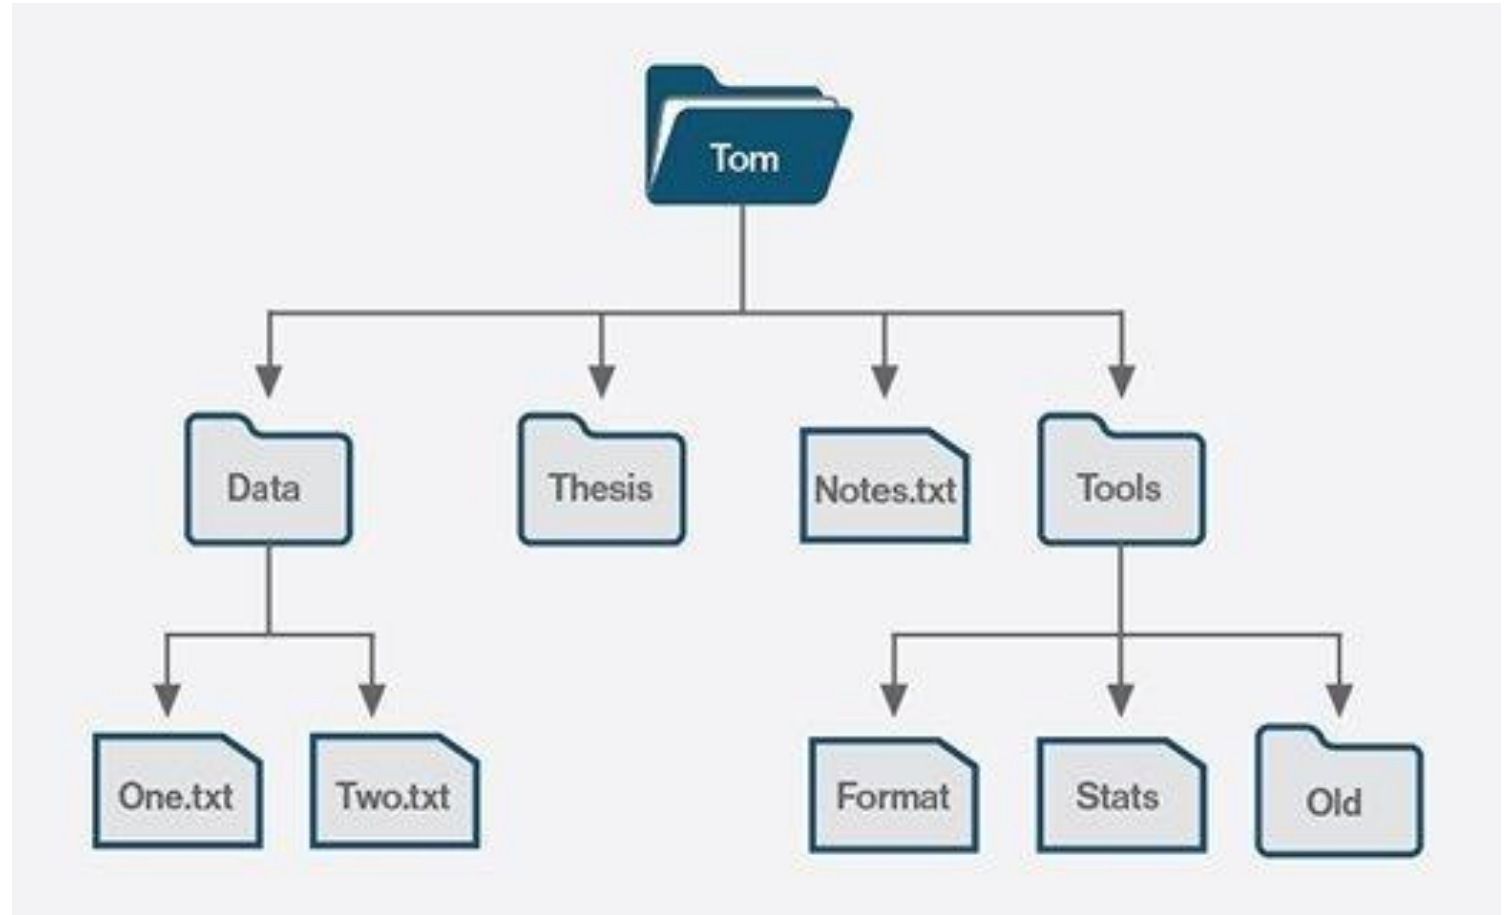 Tom
Data
Thesis
Notes.txt
Tools
One.txt
Two.txt
Format
Stats
Old